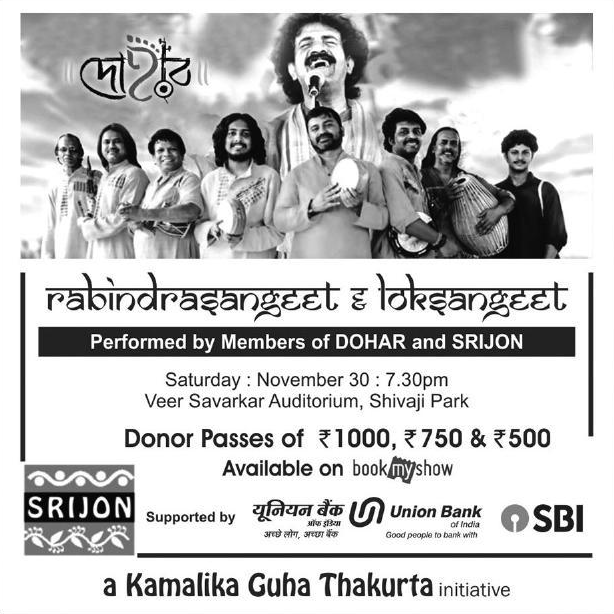 দোহার
rabindrasangeet & loksangeet
Performed by Members of DOHAR and SRIJON
Saturday : November 30 : 7.30pm
Veer Savarkar Auditorium, Shivaji Park
Donor Passes of ₹1000, ₹750 & ₹500
Available on bookmyshow
SRIJON
Supported by
यूनियन बैंक
ऑफ इंडिया
अच्छे लोग, अच्छा बैंक
Union Bank
of India
Good people to bank with
SBI
a Kamalika Guha Thakurta initiative